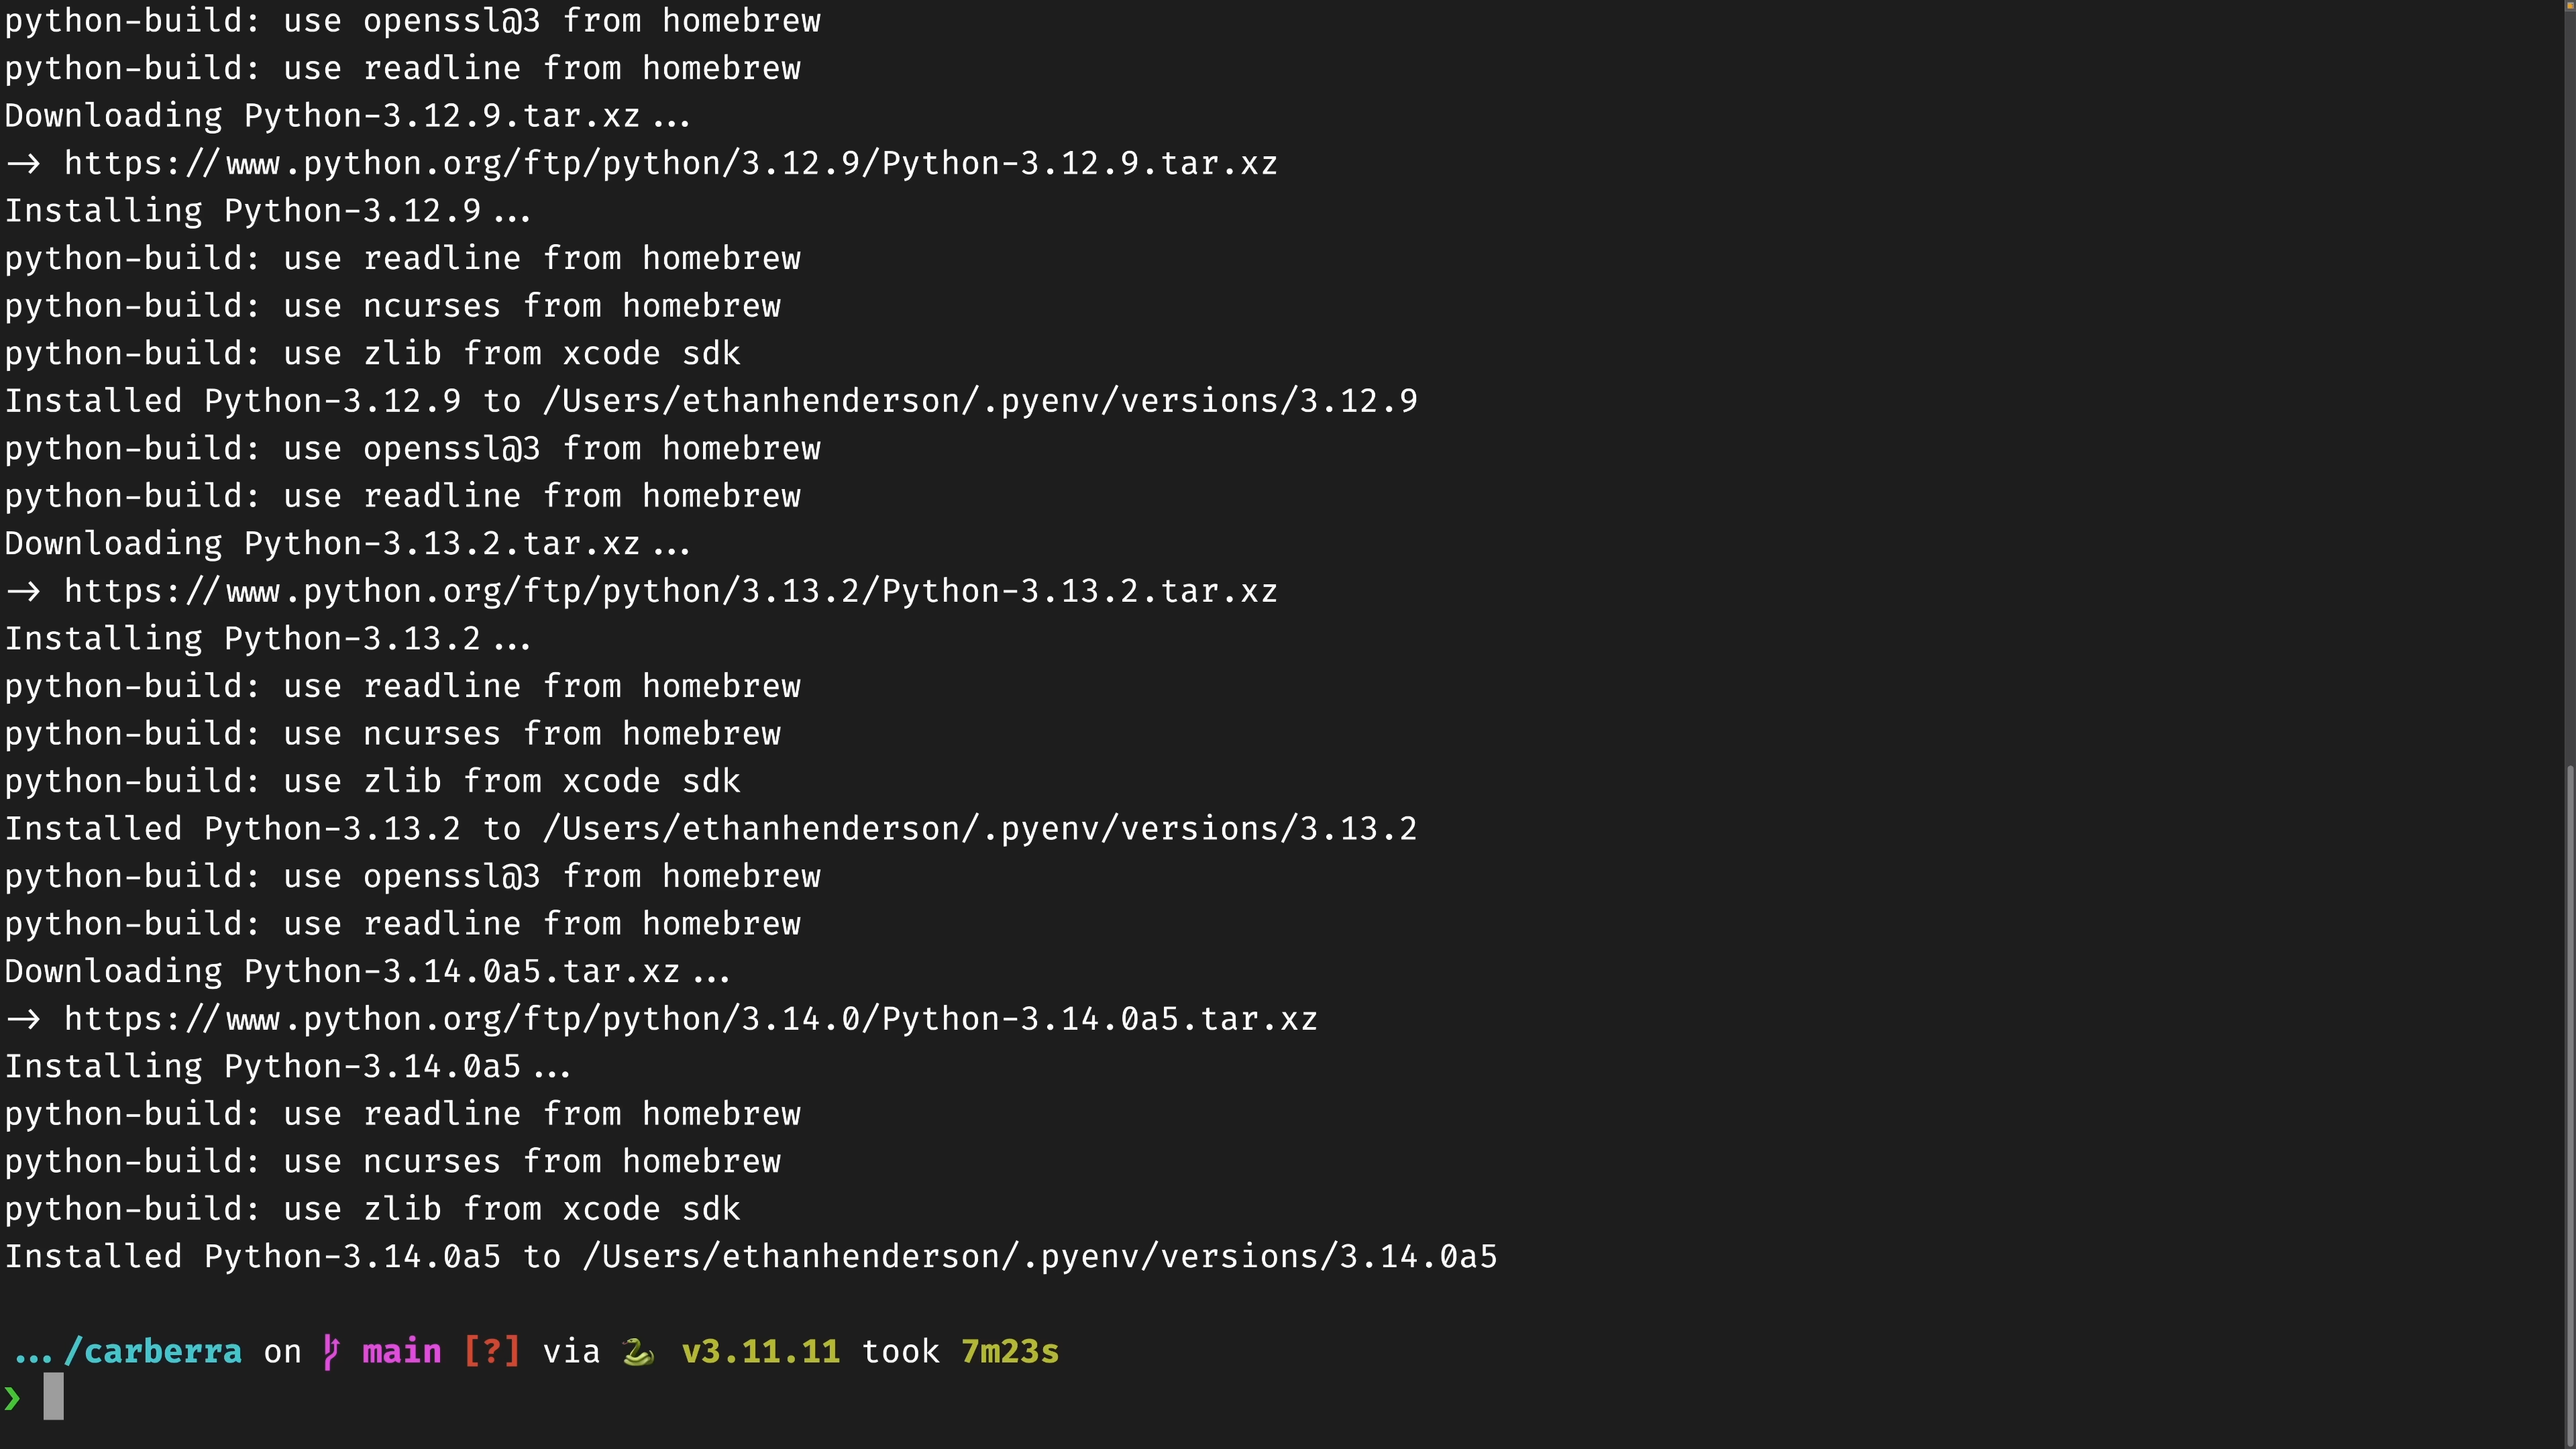 python-build: use openssl@3 from homebrew
python-build: use readline from homebrew
Downloading Python-3.12.9.tar.xz...
-> https://www.python.org/ftp/python/3.12.9/Python-3.12.9.tar.xz
Installing Python-3.12.9...
python-build: use readline from homebrew
python-build: use ncurses from homebrew
python-build: use zlib from xcode sdk
Installed Python-3.12.9 to /Users/ethanhenderson/.pyenv/versions/3.12.9
python-build: use openssl@3 from homebrew
python-build: use readline from homebrew
Downloading Python-3.13.2.tar.xz...
-> https://www.python.org/ftp/python/3.13.2/Python-3.13.2.tar.xz
Installing Python-3.13.2...
python-build: use readline from homebrew
python-build: use ncurses from homebrew
python-build: use zlib from xcode sdk
Installed Python-3.13.2 to /Users/ethanhenderson/.pyenv/versions/3.13.2
python-build: use openssl@3 from homebrew
python-build: use readline from homebrew
Downloading Python-3.14.0a5.tar.xz...
-> https://www.python.org/ftp/python/3.14.0/Python-3.14.0a5.tar.xz
Installing Python-3.14.0a5...
python-build: use readline from homebrew
python-build: use ncurses from homebrew
python-build: use zlib from xcode sdk
Installed Python-3.14.0a5 to /Users/ethanhenderson/.pyenv/versions/3.14.0a5
.../carberra on main [?] via 🐍 v3.11.11 took 7m23s
❯